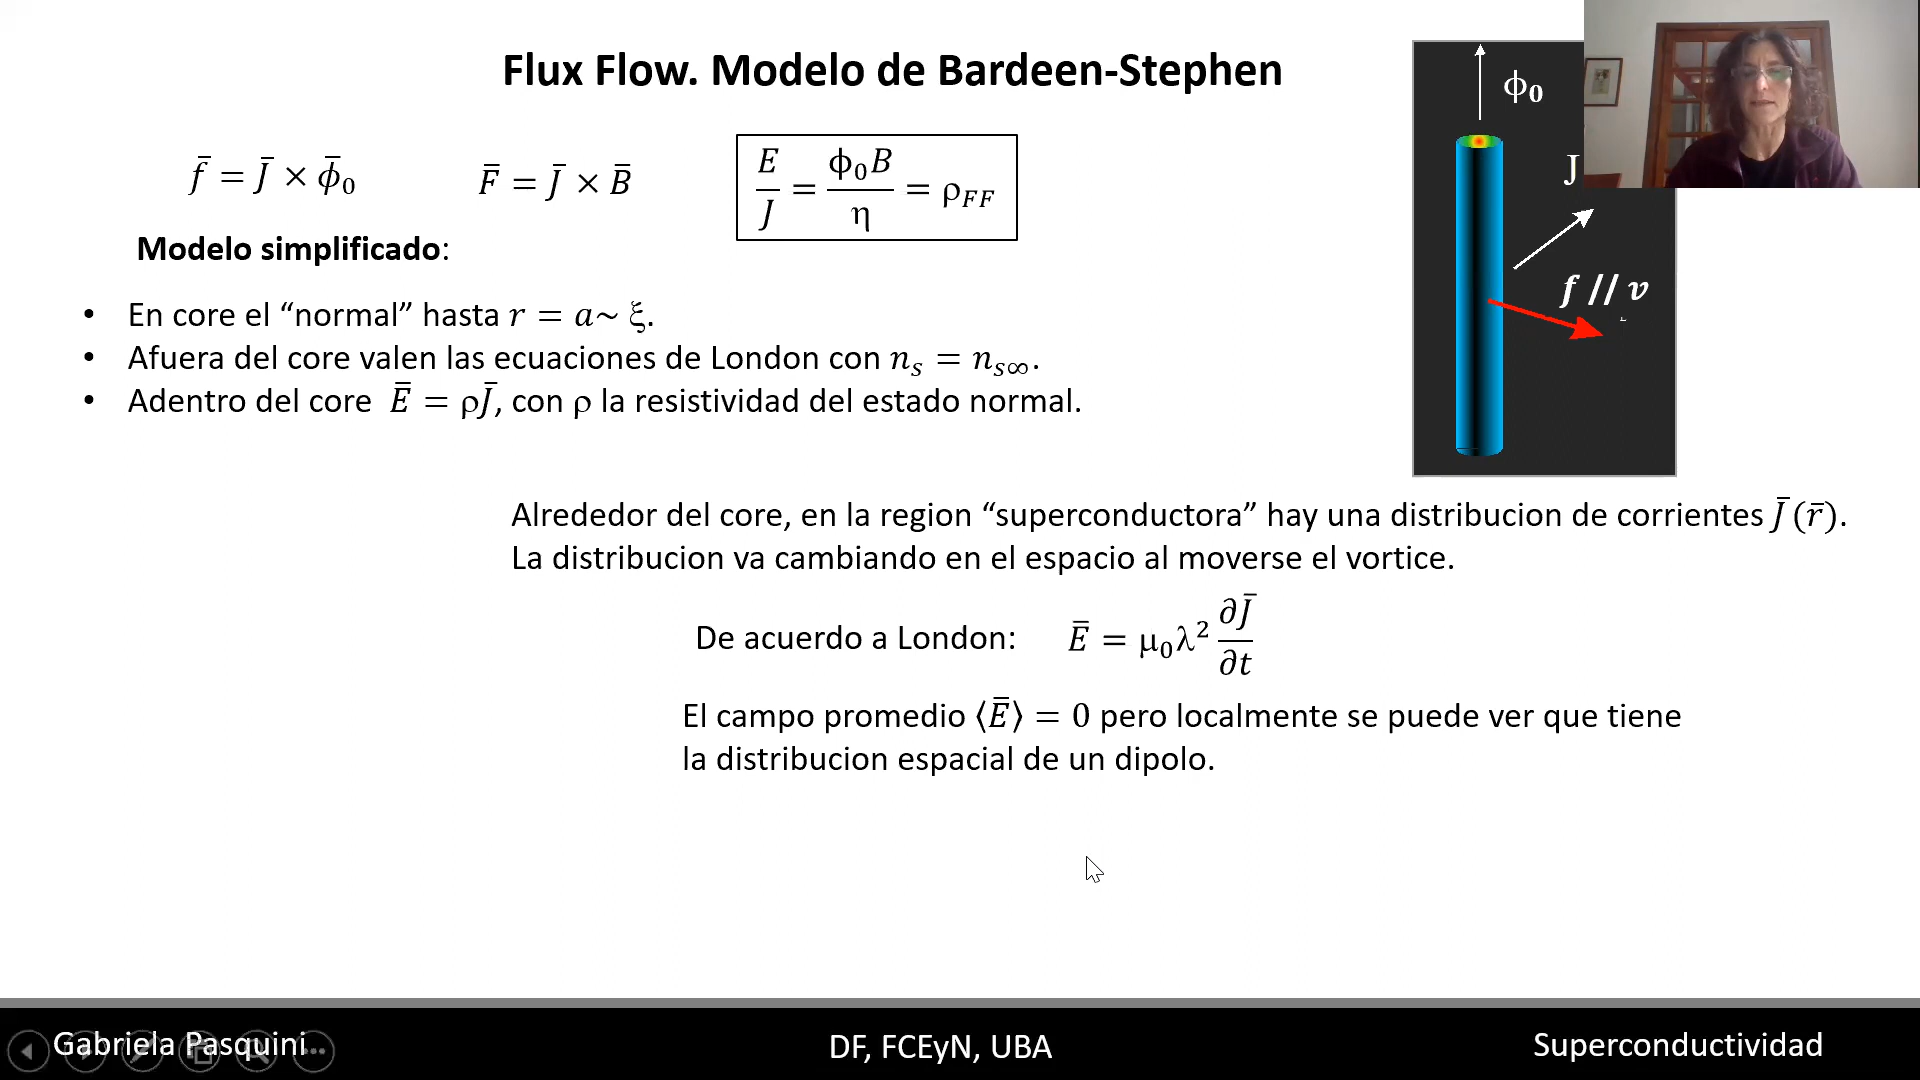 Flux Flow. Modelo de Bardeen-Stephen
ϕ₀
f̄ = J̄ × ϕ̄₀
F̄ = J̄ × B̄
E/J = ϕ₀B/η = ρ_FF
J
f // v
Modelo simplificado:
• En core el “normal” hasta r = a~ ξ.
• Afuera del core valen las ecuaciones de London con n_s = n_s∞.
• Adentro del core Ē = ρJ̄, con ρ la resistividad del estado normal.
Alrededor del core, en la region “superconductora” hay una distribucion de corrientes J̄ (r̄).
La distribucion va cambiando en el espacio al moverse el vortice.
De acuerdo a London: Ē = μ₀λ² ∂J̄/∂t
El campo promedio ⟨Ē⟩ = 0 pero localmente se puede ver que tiene
la distribucion espacial de un dipolo.
Gabriela Pasquini
DF, FCEyN, UBA
Superconductividad